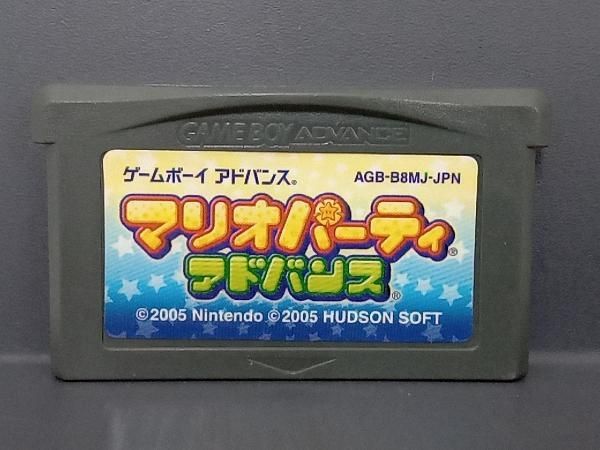 GAME BOY ADVANCE
ゲームボーイ アドバンス® AGB-B8MJ-JPN
マリオパーティ®
アドバンス®
©2005 Nintendo ©2005 HUDSON SOFT